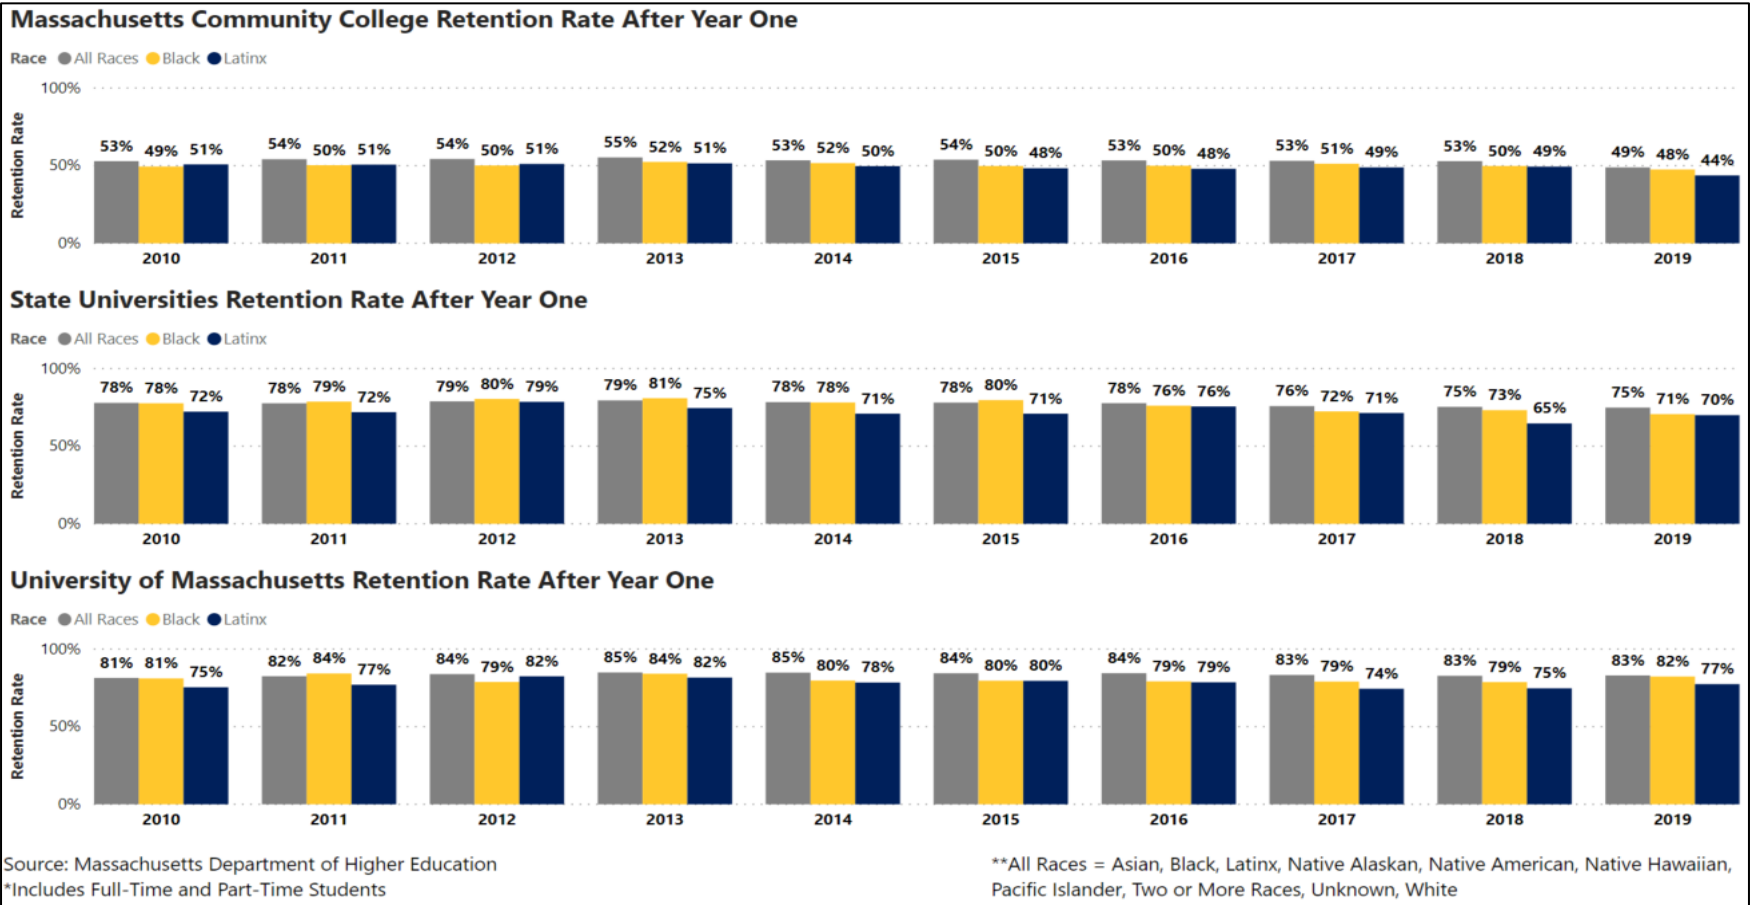 Massachusetts Community College Retention Rate After Year One
Race All Races Black Latinx
100%
50%
0%
Retention Rate
53% 49% 51% 54% 50% 51% 54% 50% 51% 55% 52% 51% 53% 52% 50% 54% 50% 48% 53% 50% 48% 53% 51% 49% 53% 50% 49% 49% 48% 44%
2010 2011 2012 2013 2014 2015 2016 2017 2018 2019
State Universities Retention Rate After Year One
Race All Races Black Latinx
100%
50%
0%
Retention Rate
78% 78% 72% 78% 79% 72% 79% 80% 79% 79% 81% 75% 78% 78% 71% 78% 80% 71% 78% 76% 76% 76% 72% 71% 75% 73% 65% 75% 71% 70%
2010 2011 2012 2013 2014 2015 2016 2017 2018 2019
University of Massachusetts Retention Rate After Year One
Race All Races Black Latinx
100%
50%
0%
Retention Rate
81% 81% 75% 82% 84% 77% 84% 79% 82% 85% 84% 82% 85% 80% 78% 84% 80% 80% 84% 79% 79% 83% 79% 74% 83% 79% 75% 83% 82% 77%
2010 2011 2012 2013 2014 2015 2016 2017 2018 2019
Source: Massachusetts Department of Higher Education
*Includes Full-Time and Part-Time Students
**All Races = Asian, Black, Latinx, Native Alaskan, Native American, Native Hawaiian,
Pacific Islander, Two or More Races, Unknown, White